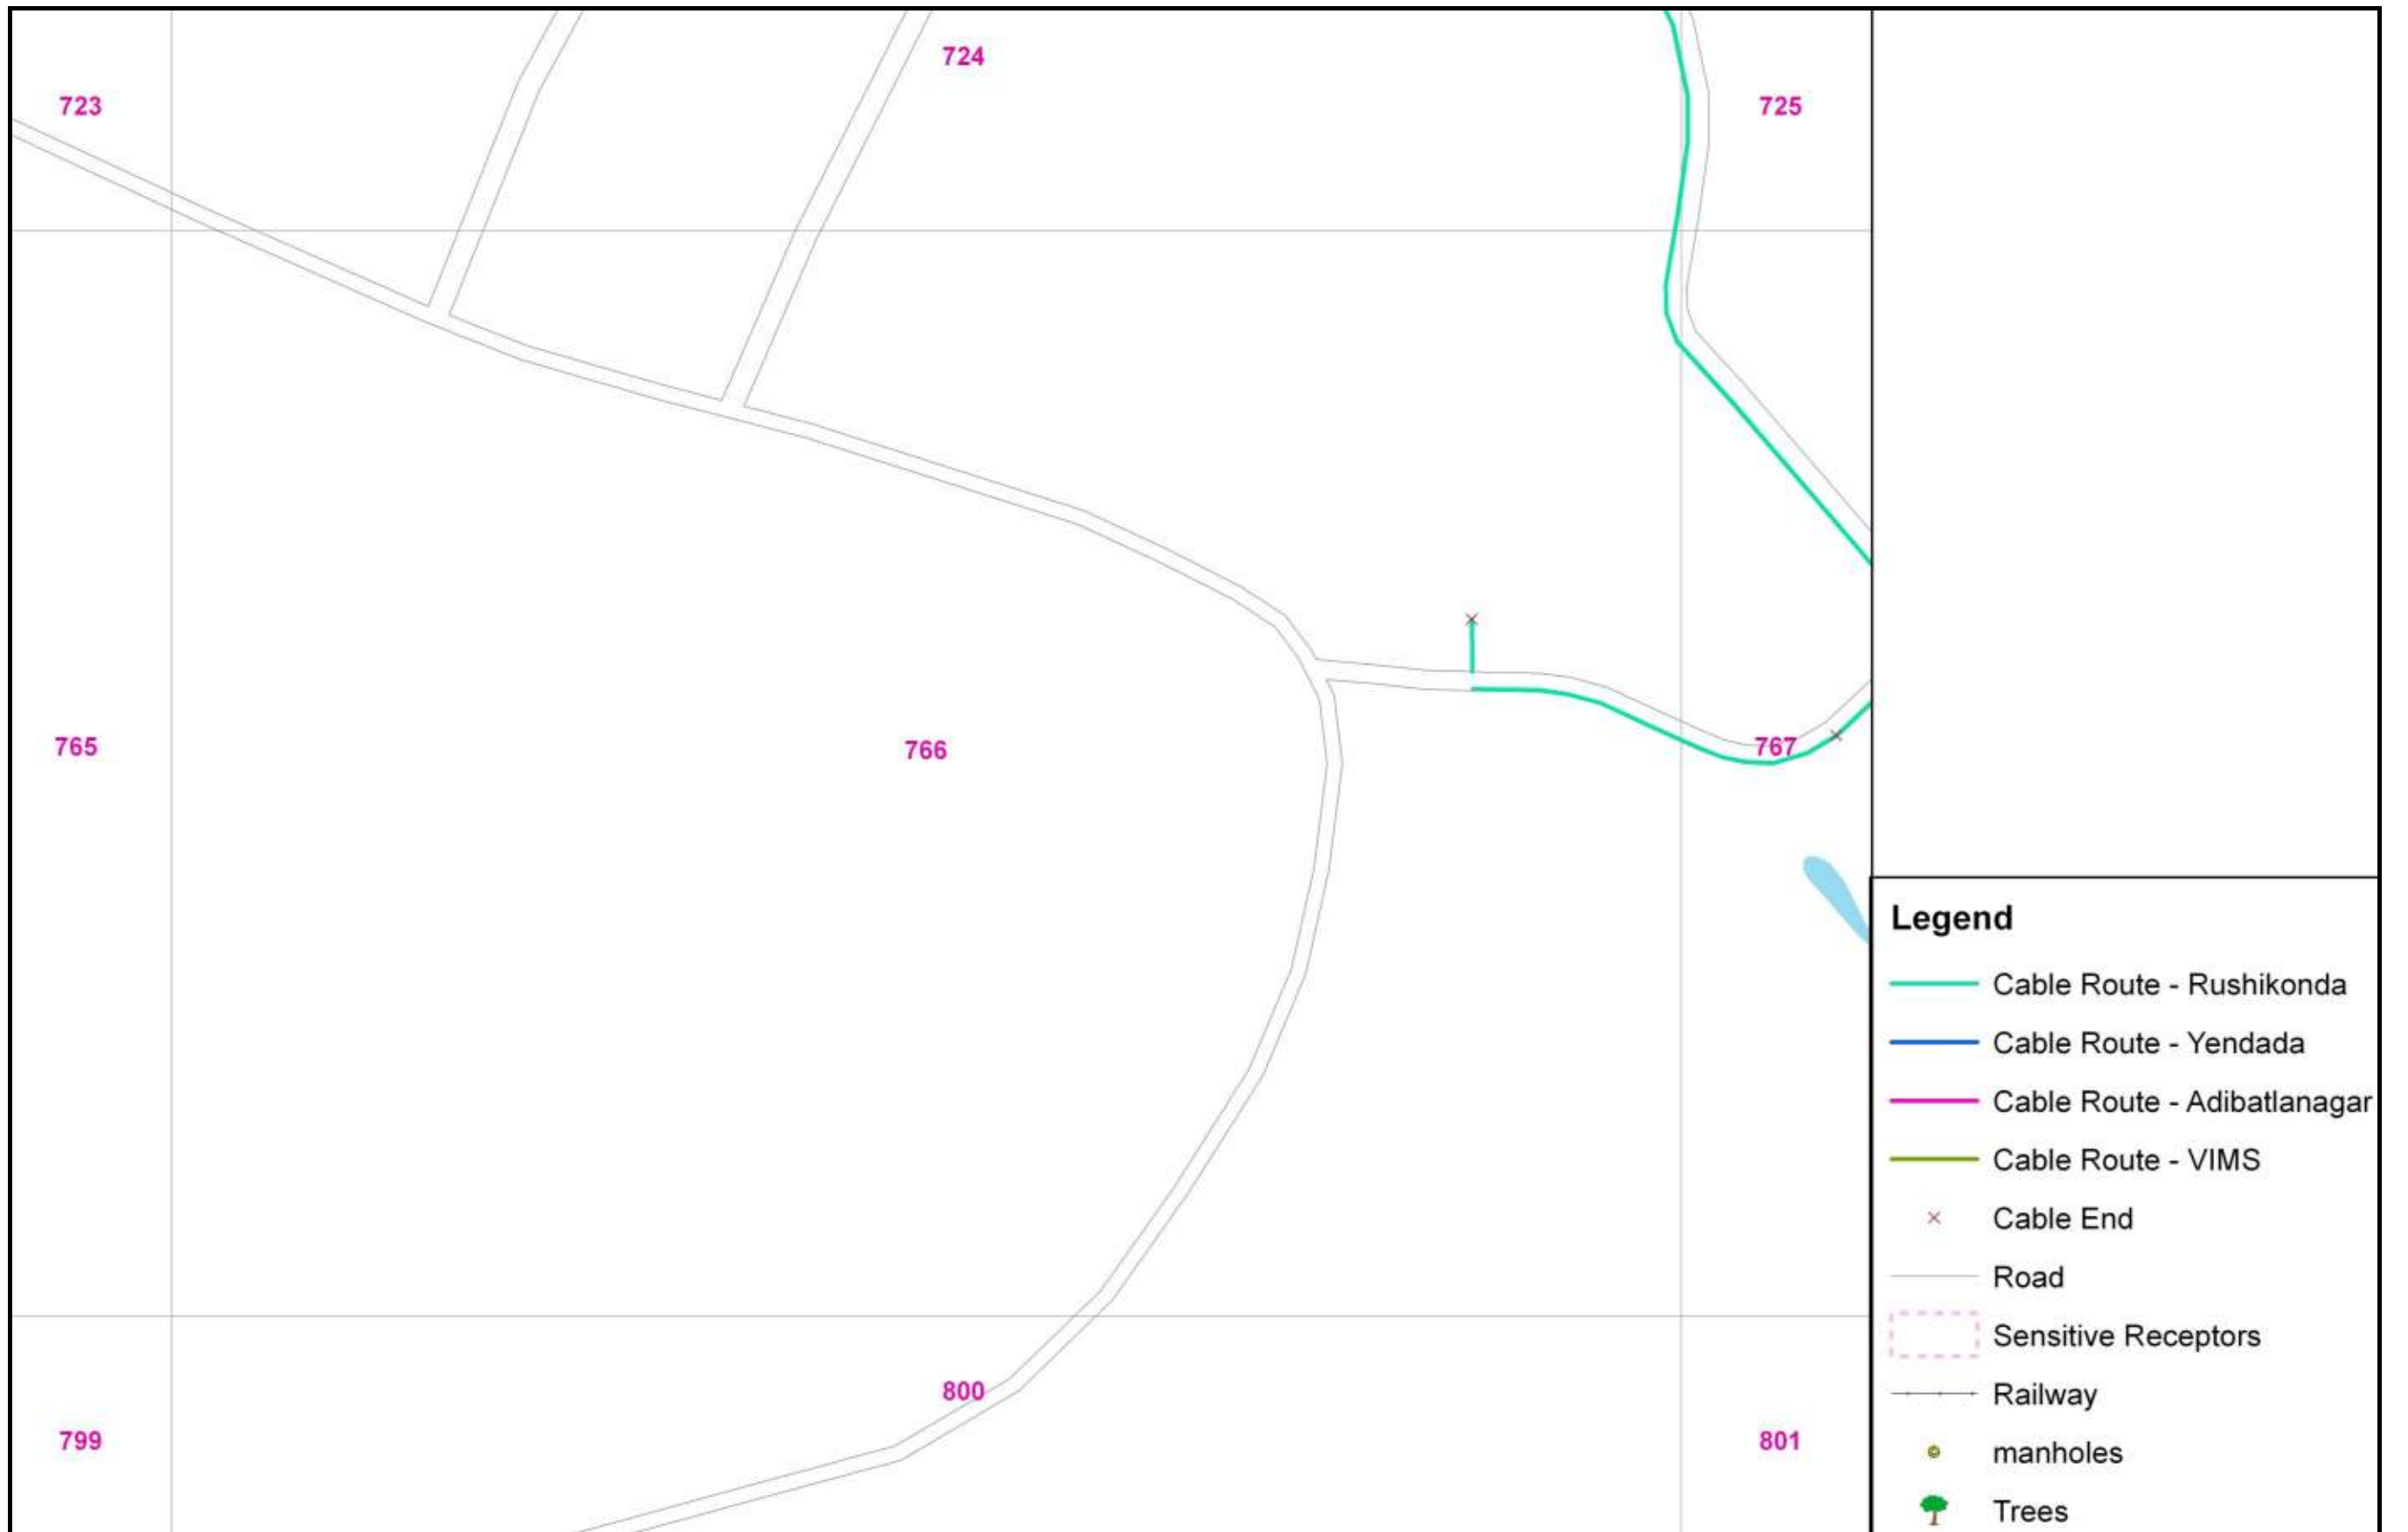 724
723
725
765
766
767
800
799
801
Legend
Cable Route - Rushikonda
Cable Route - Yendada
Cable Route - Adibatlanagar
Cable Route - VIMS
Cable End
Road
Sensitive Receptors
Railway
manholes
Trees